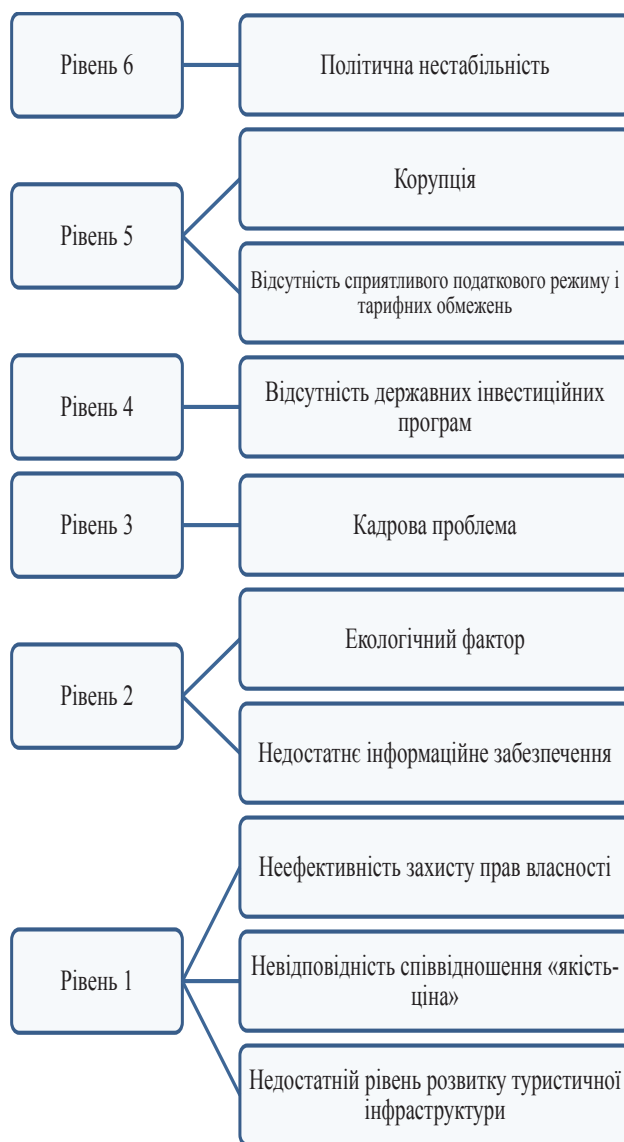 Рівень 6
Політична нестабільність
Рівень 5
Корупція
Відсутність сприятливого податкового режиму і
тарифних обмежень
Рівень 4
Відсутність державних інвестиційних
програм
Рівень 3
Кадрова проблема
Рівень 2
Екологічний фактор
Недостатнє інформаційне забезпечення
Рівень 1
Неефективність захисту прав власності
Невідповідність співвідношення «якість-
ціна»
Недостатній рівень розвитку туристичної
інфраструктури